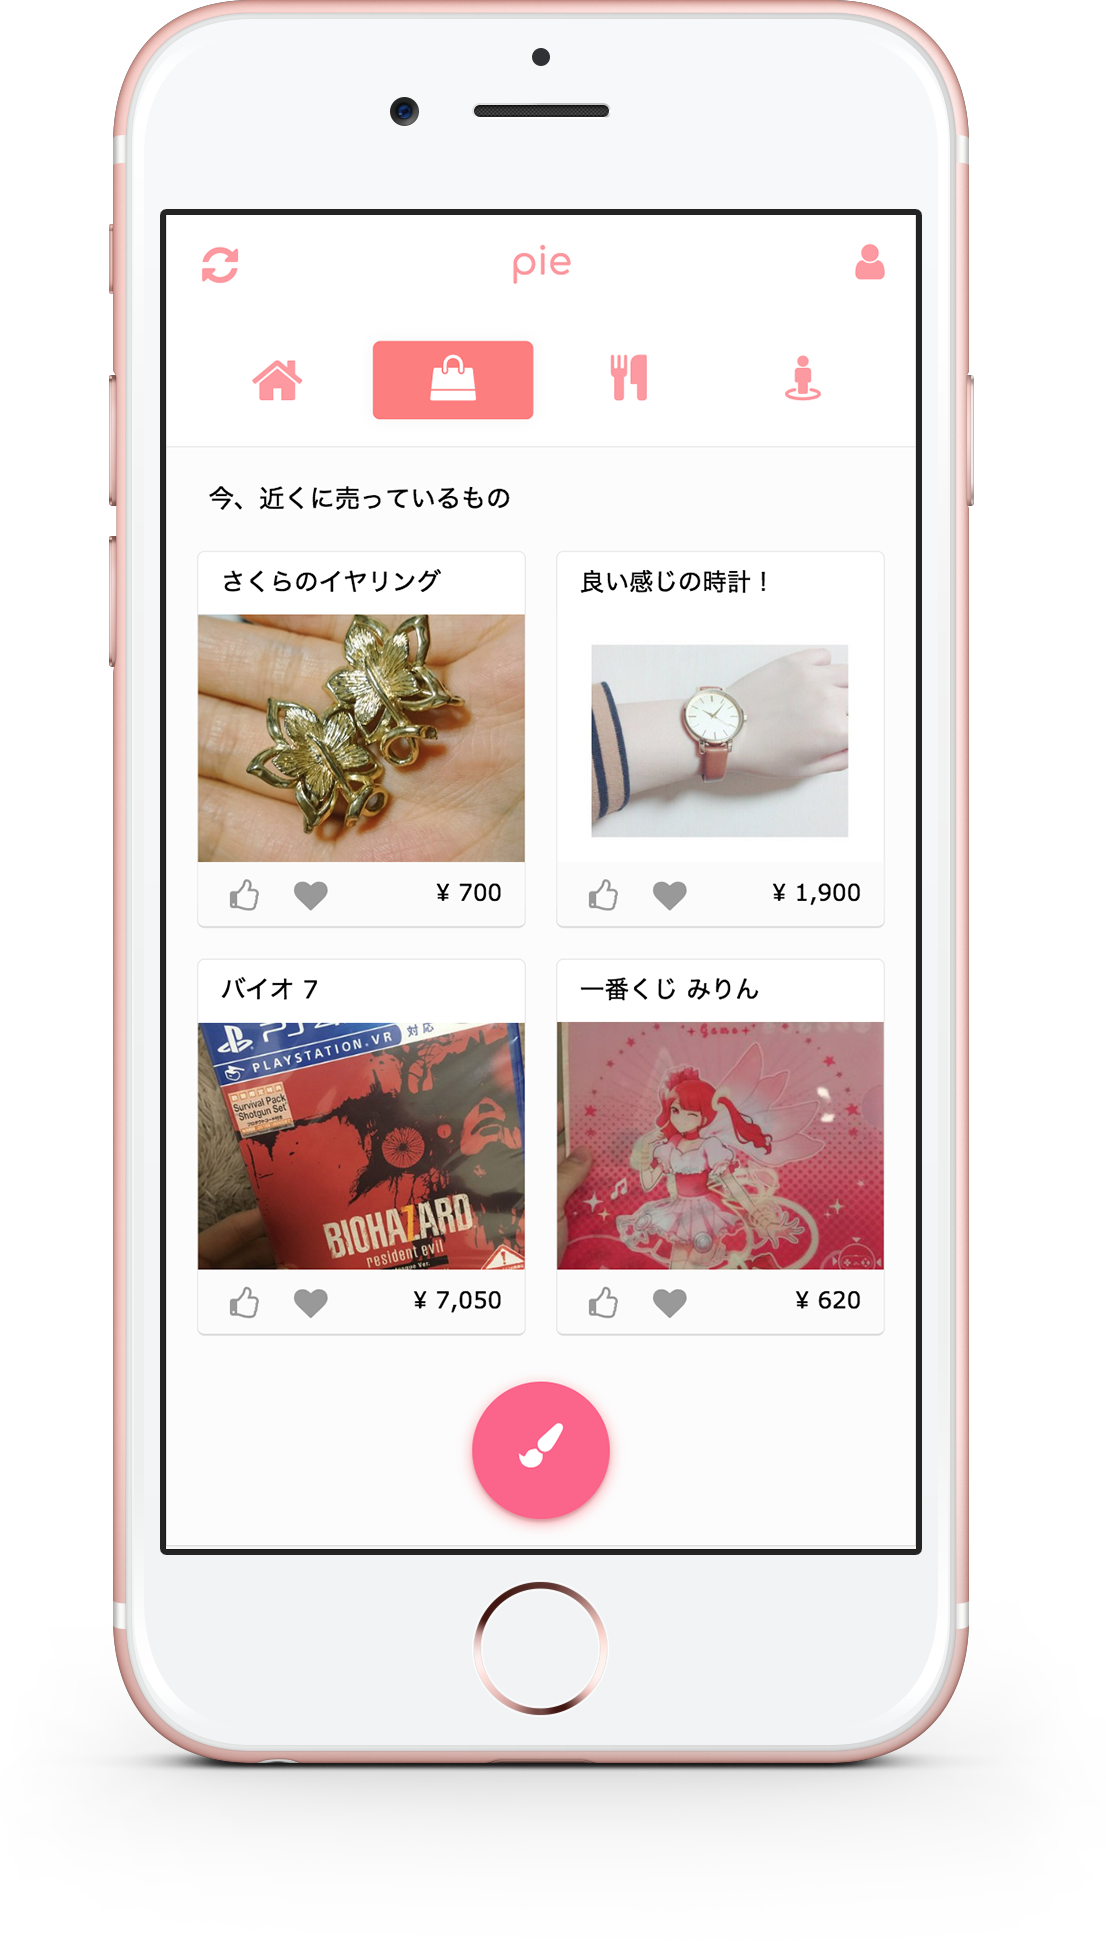 pie
今、近くに売っているもの
さくらのイヤリング
良い感じの時計！
¥ 700
¥ 1,900
バイオ 7
一番くじ みりん
対応
PLAYSTATION.VR
Survival Pack
Shotgun Set
BIOHAZARD
resident evil
Game
¥ 7,050
¥ 620